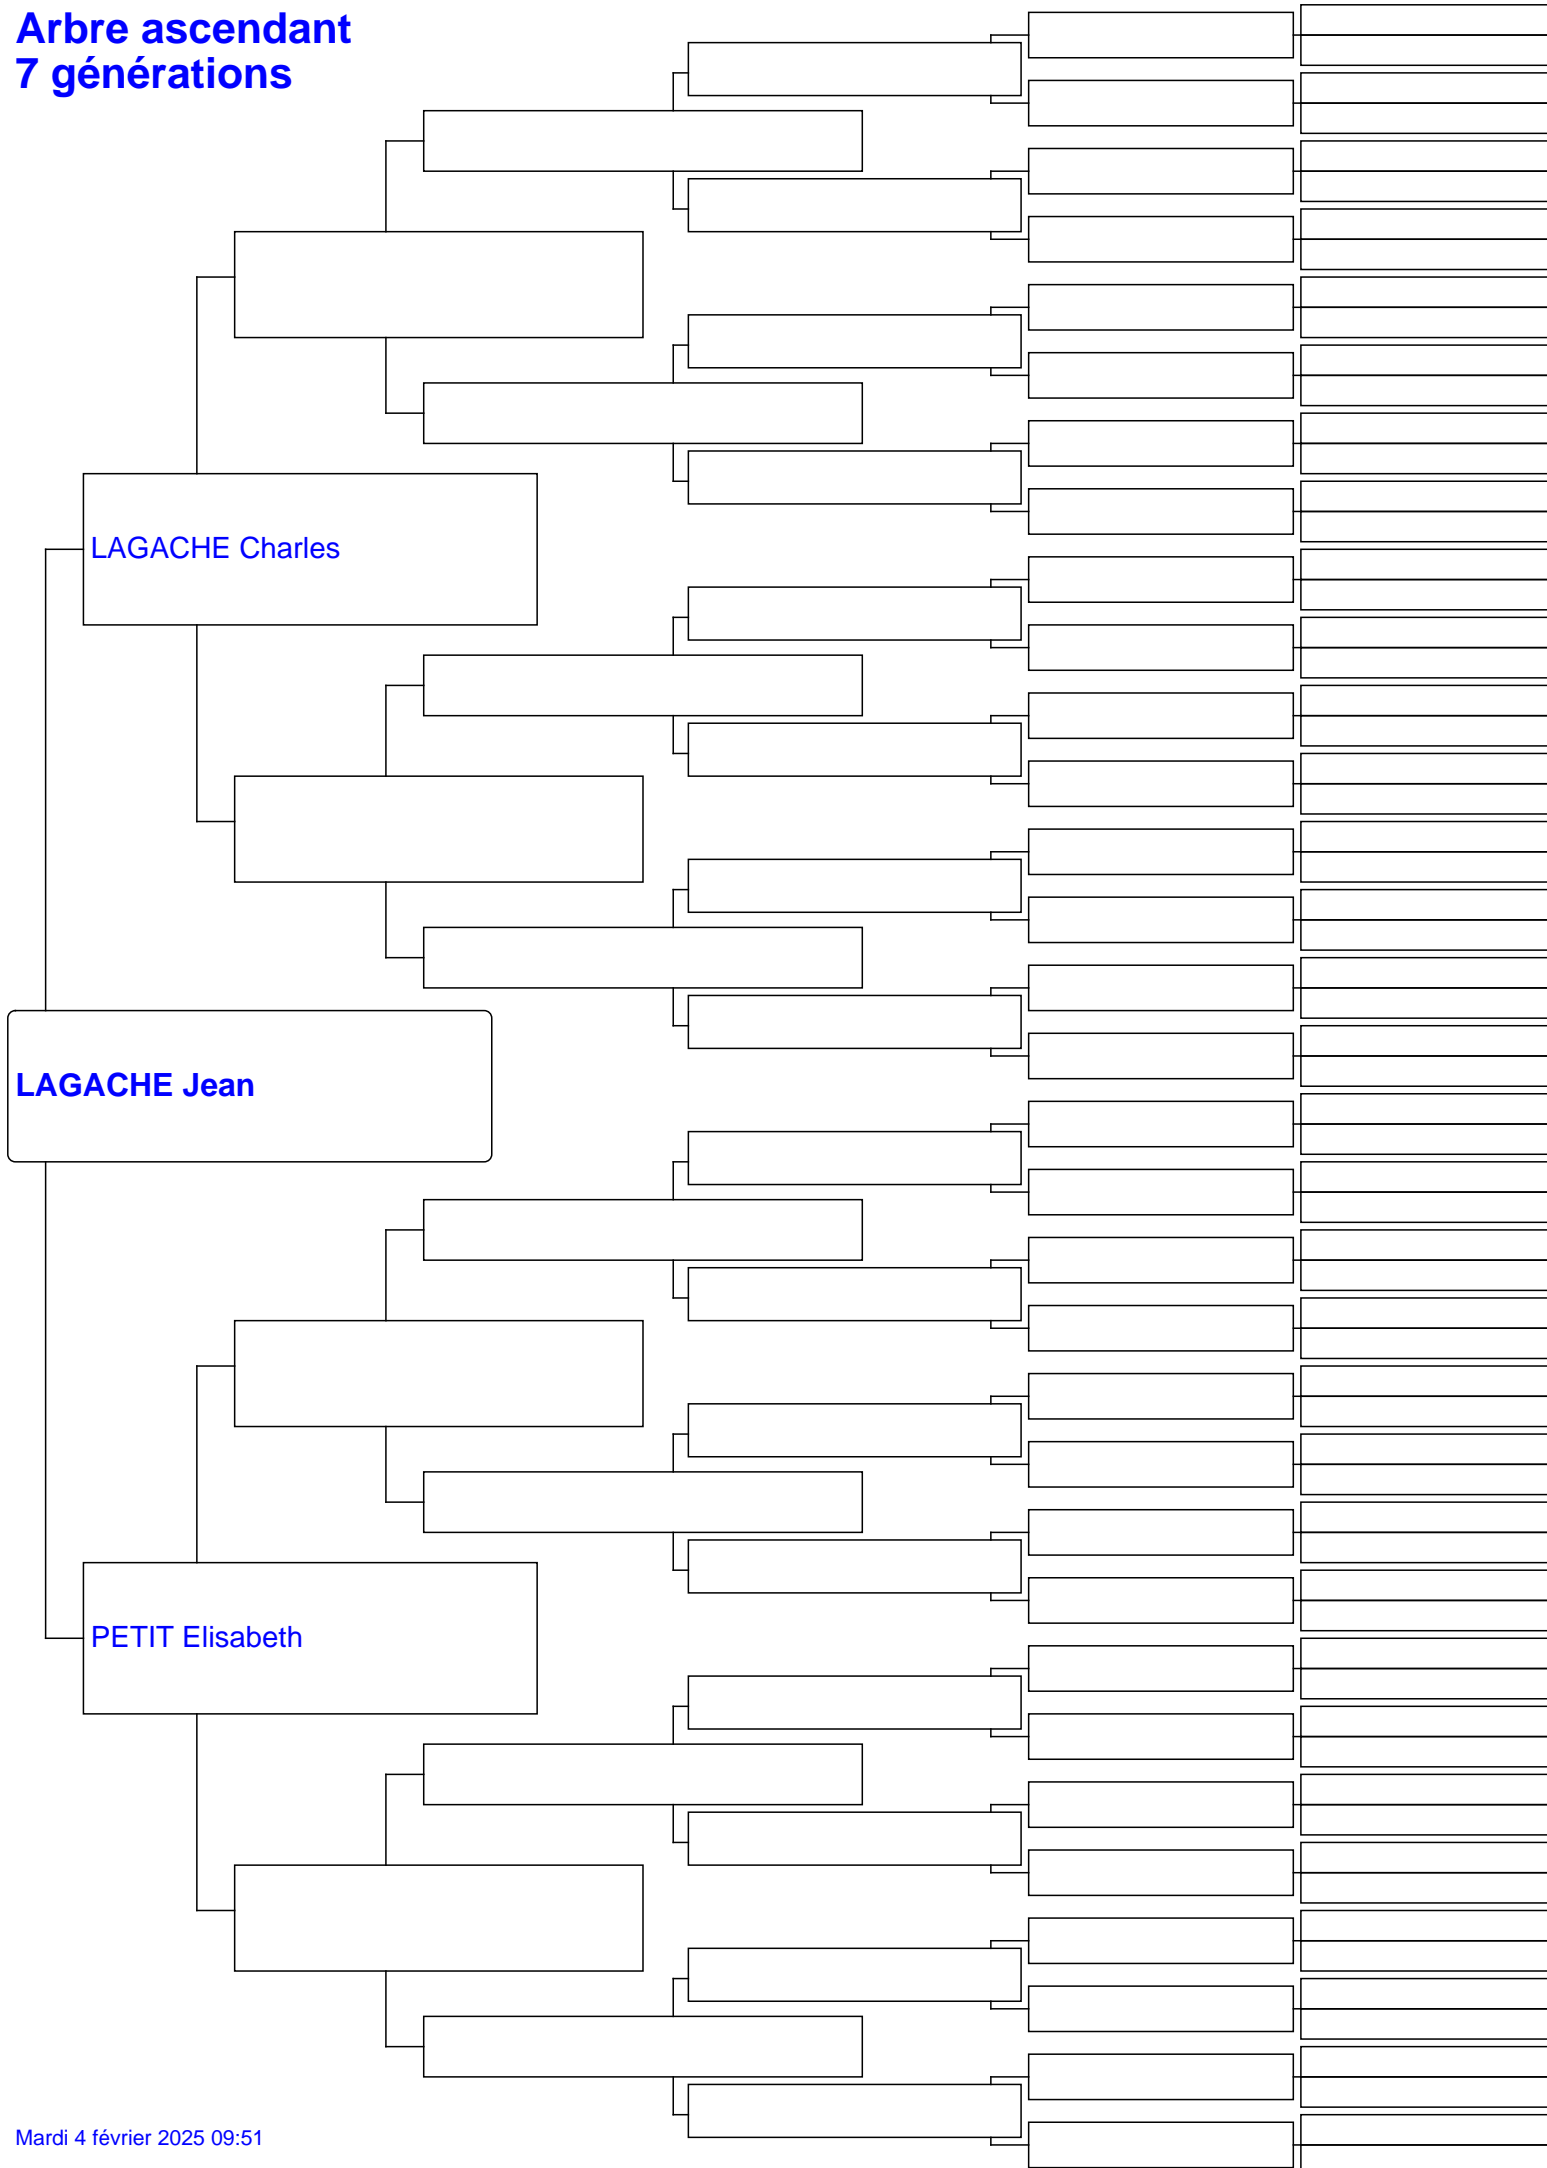 Arbre ascendant
7 générations
LAGACHE Charles
LAGACHE Jean
PETIT Elisabeth
Mardi 4 février 2025 09:51